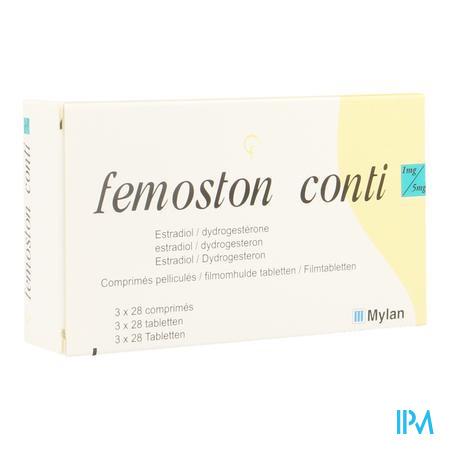 femoston conti 1mg/5mg
Estradiol / dydrogestérone
estradiol / dydrogesteron
Estradiol / Dydrogesteron
Comprimés pelliculés / filmomhulde tabletten / Filmtabletten
3 x 28 comprimés
3 x 28 tabletten
3 x 28 Tabletten
Mylan
femoston conti
IPM